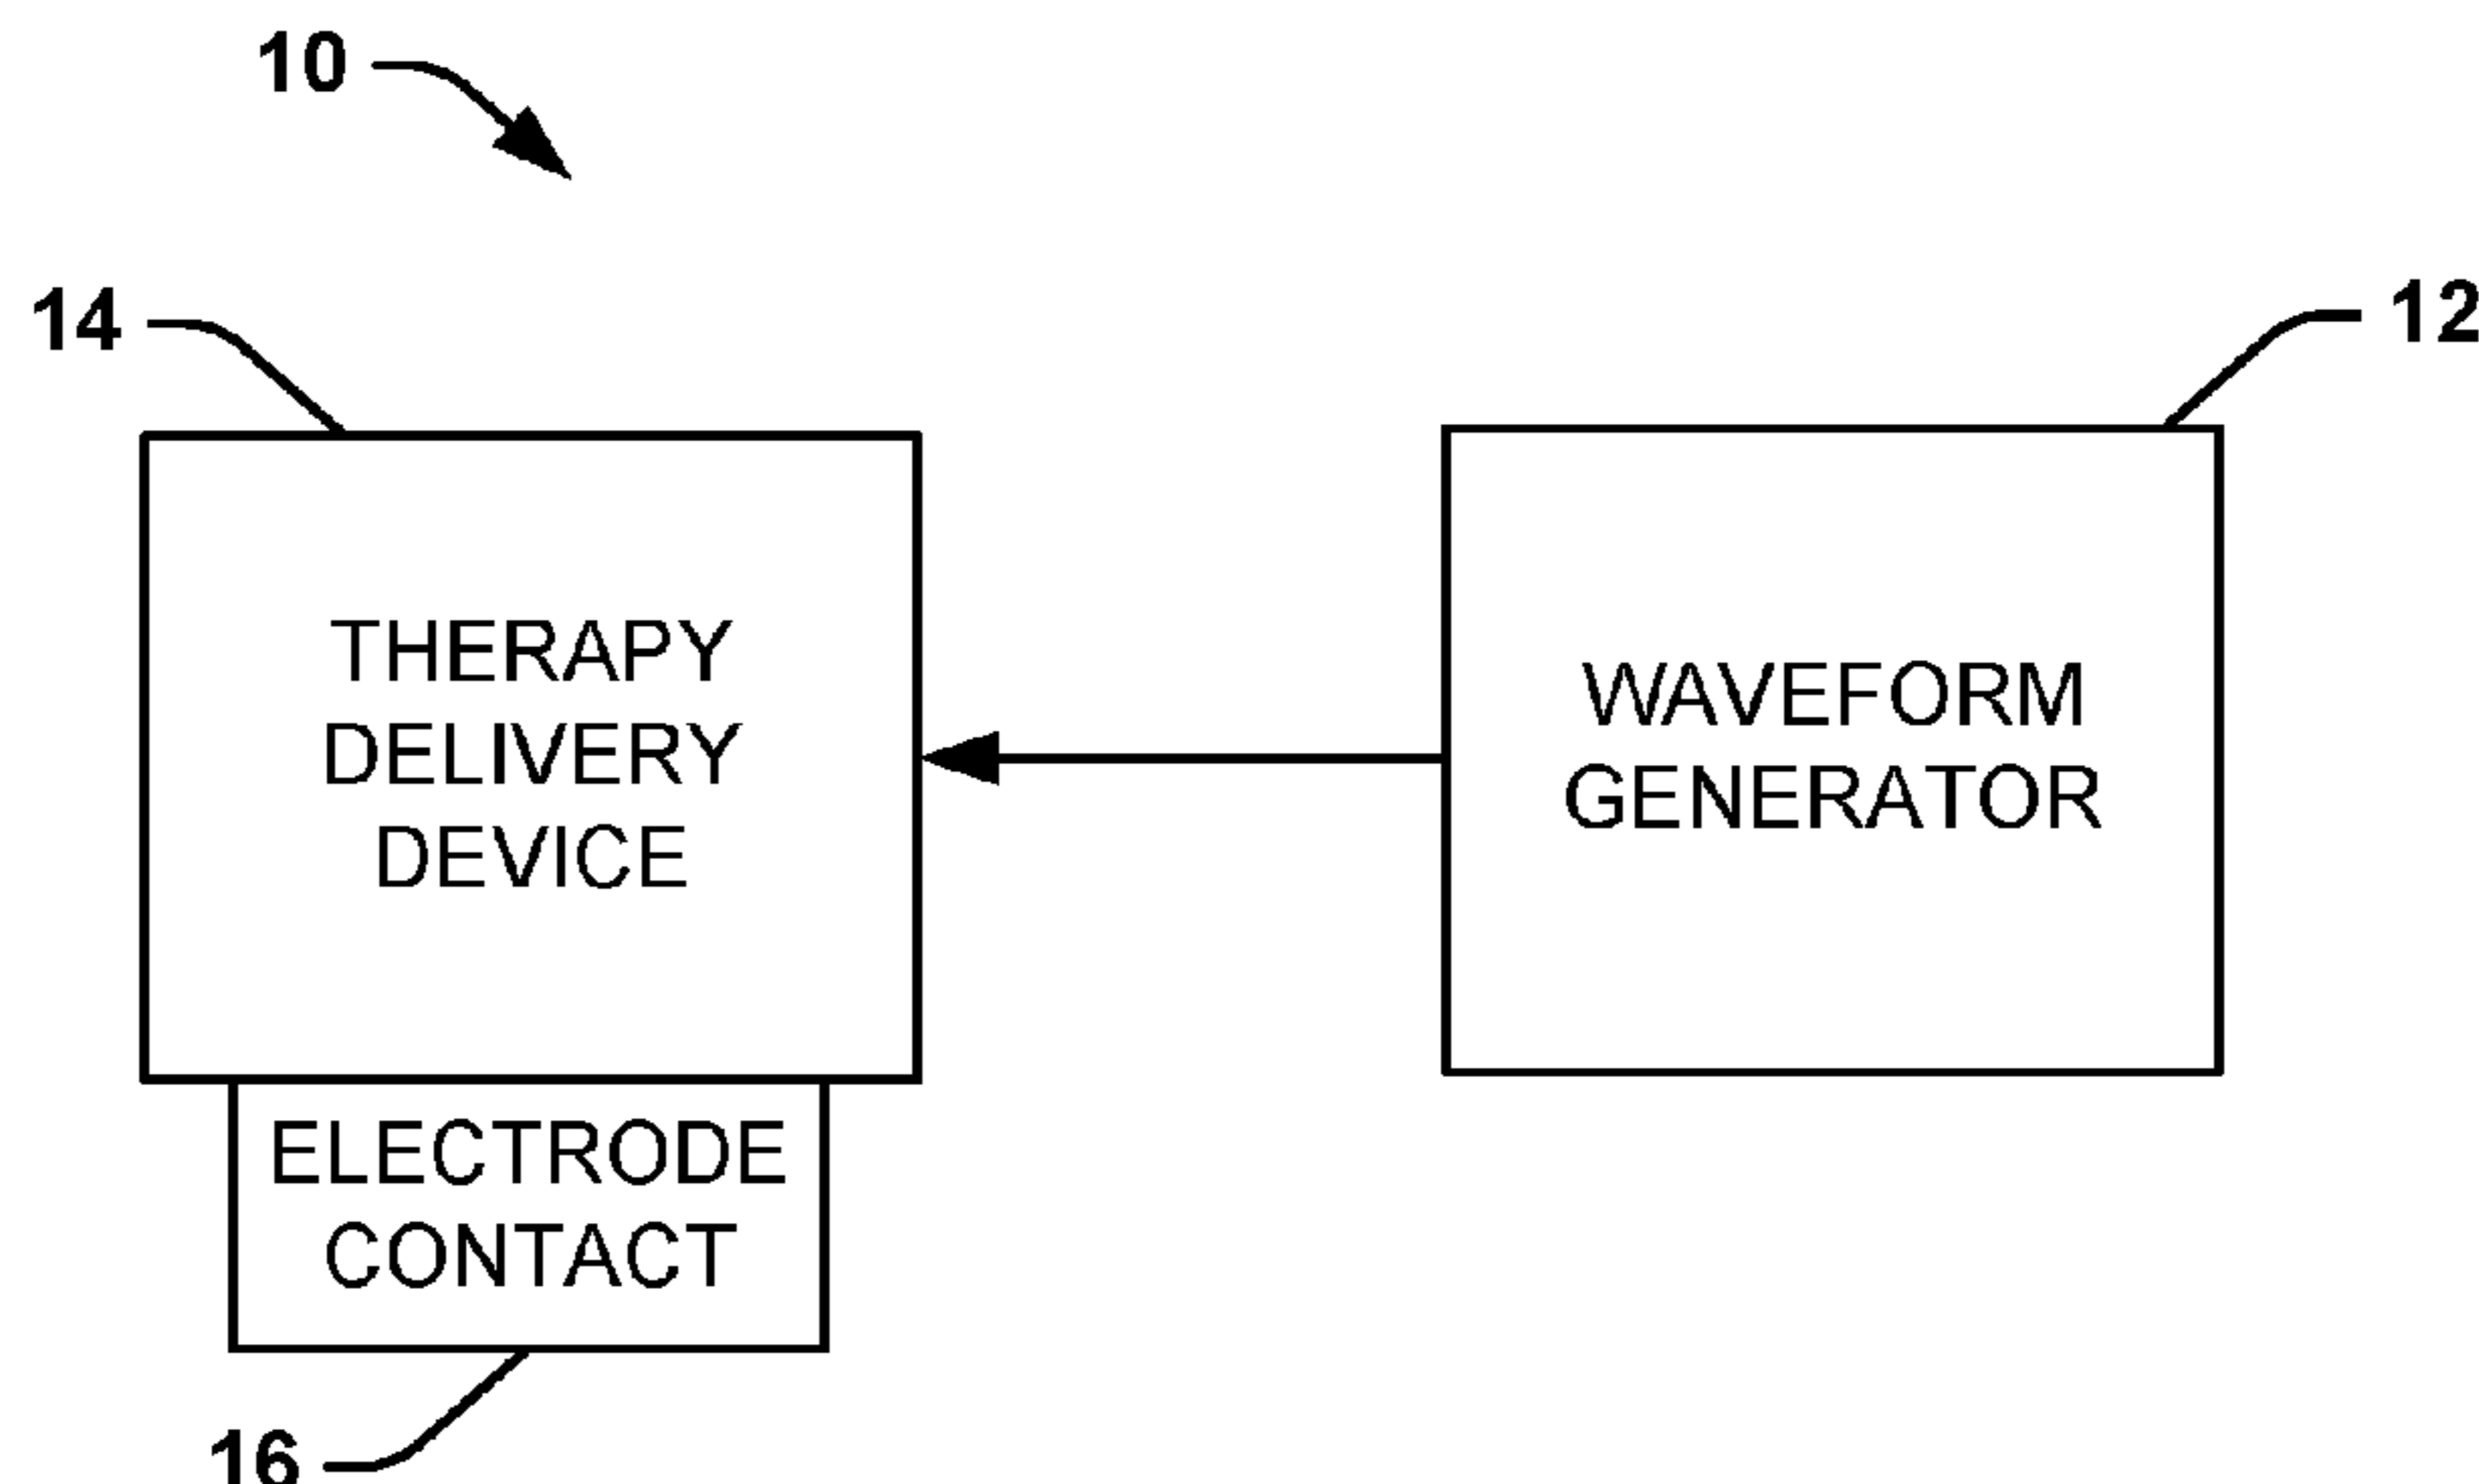 10
14
12
THERAPY
DELIVERY
DEVICE
WAVEFORM
GENERATOR
ELECTRODE
CONTACT
16